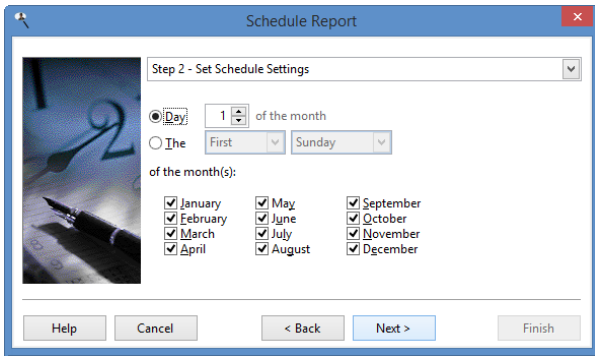 Schedule Report
Step 2 - Set Schedule Settings
Day 1 of the month
The First Sunday
of the month(s):
January May September
February June October
March July November
April August December
Help Cancel < Back Next > Finish